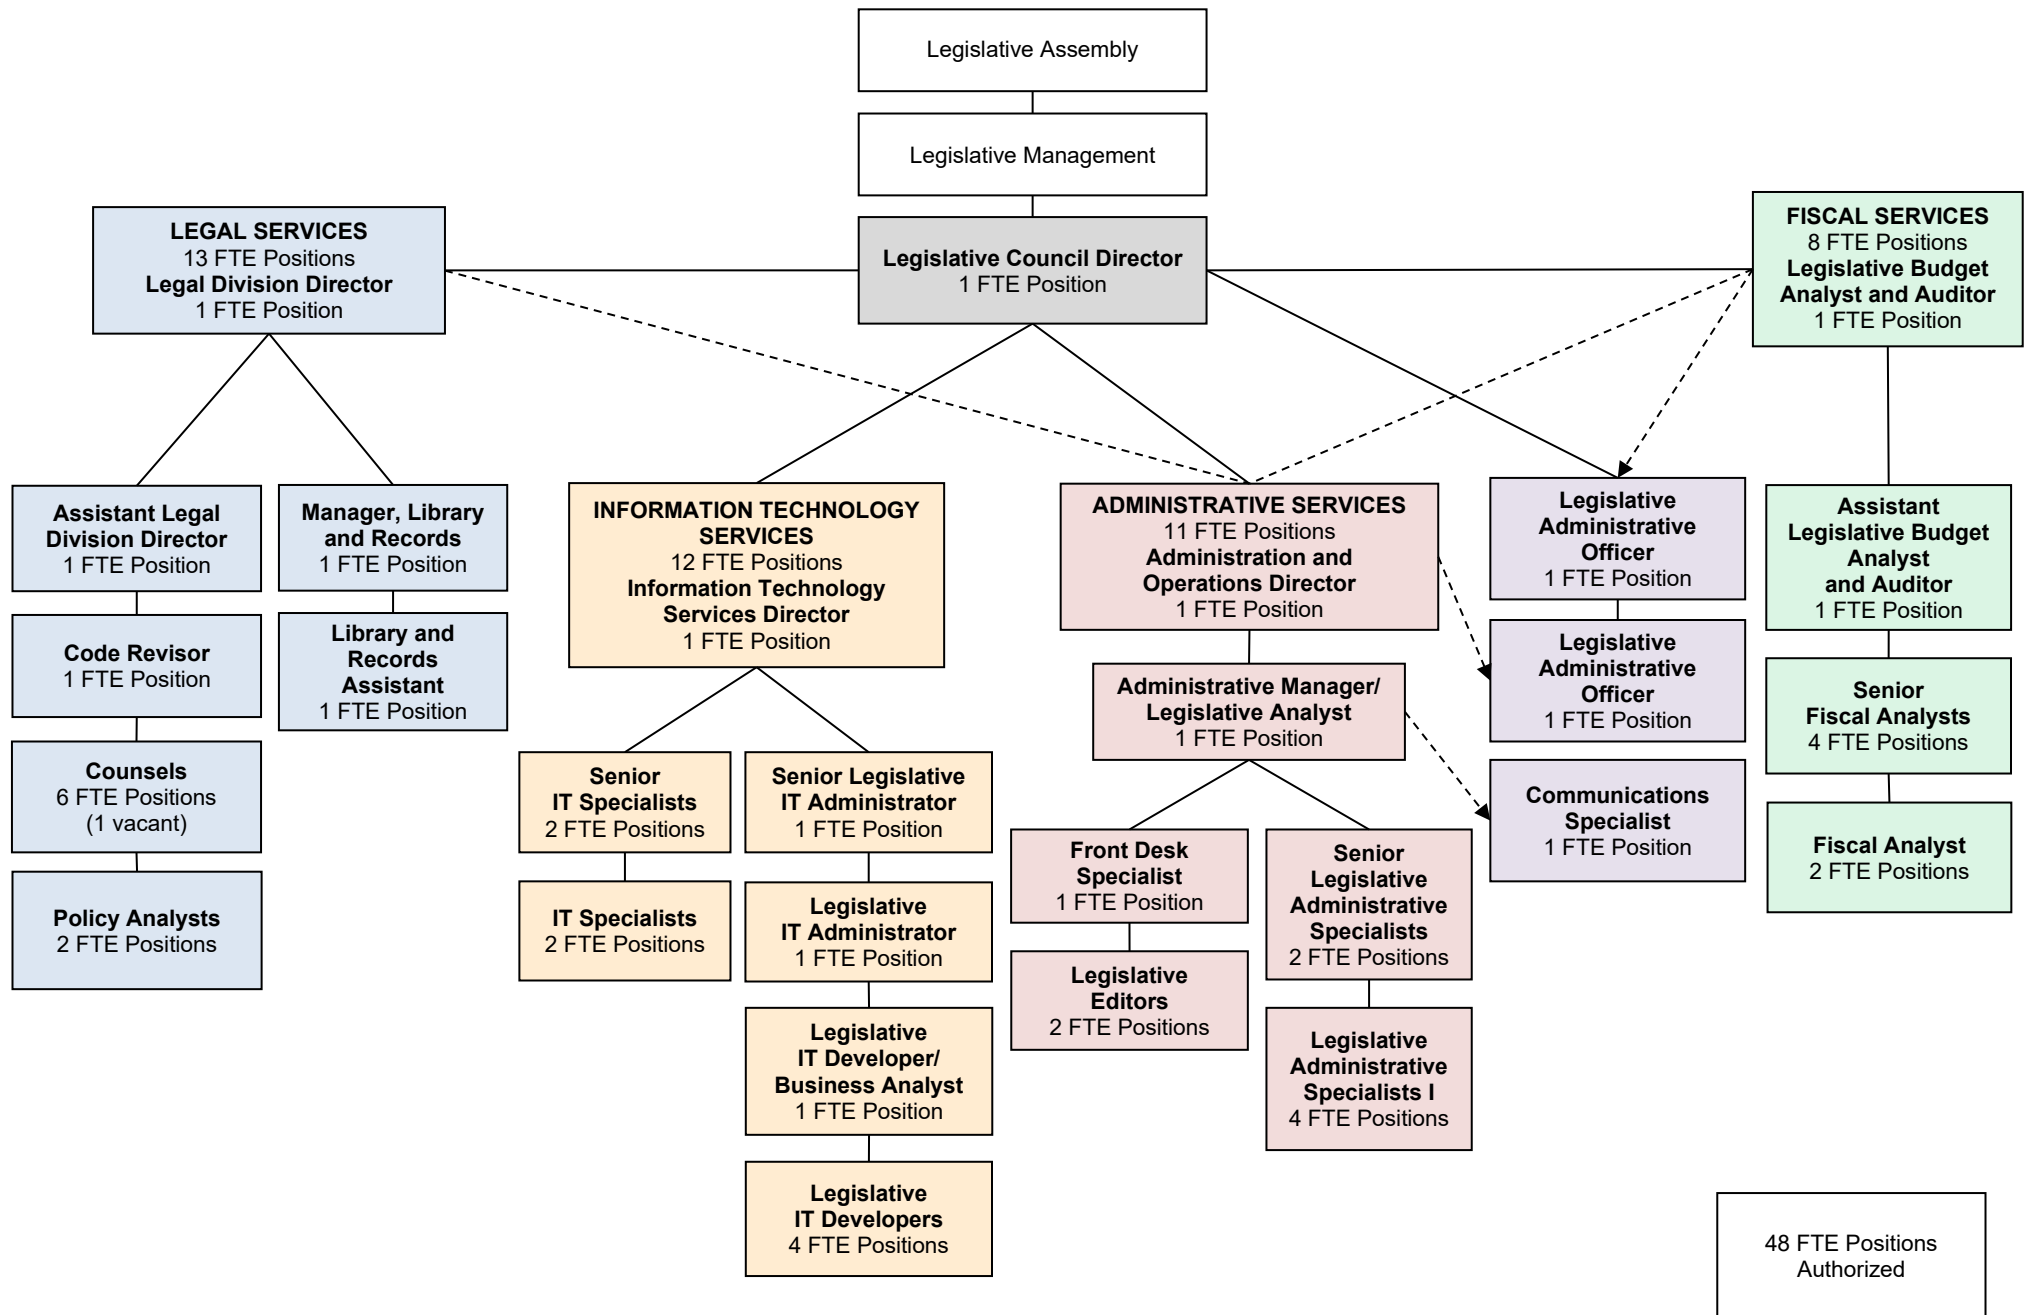 Legislative Assembly
Legislative Management
Legislative Council Director
1 FTE Position
LEGAL SERVICES
13 FTE Positions
Legal Division Director
1 FTE Position
FISCAL SERVICES
8 FTE Positions
Legislative Budget
Analyst and Auditor
1 FTE Position
Assistant Legal
Division Director
1 FTE Position
Code Revisor
1 FTE Position
Counsels
6 FTE Positions
(1 vacant)
Policy Analysts
2 FTE Positions
Manager, Library
and Records
1 FTE Position
Library and
Records
Assistant
1 FTE Position
INFORMATION TECHNOLOGY
SERVICES
12 FTE Positions
Information Technology
Services Director
1 FTE Position
Senior
IT Specialists
2 FTE Positions
IT Specialists
2 FTE Positions
Senior Legislative
IT Administrator
1 FTE Position
Legislative
IT Administrator
1 FTE Position
Legislative
IT Developer/
Business Analyst
1 FTE Position
Legislative
IT Developers
4 FTE Positions
ADMINISTRATIVE SERVICES
11 FTE Positions
Administration and
Operations Director
1 FTE Position
Administrative Manager/
Legislative Analyst
1 FTE Position
Front Desk
Specialist
1 FTE Position
Legislative
Editors
2 FTE Positions
Senior
Legislative
Administrative
Specialists
2 FTE Positions
Legislative
Administrative
Specialists I
4 FTE Positions
Legislative
Administrative
Officer
1 FTE Position
Legislative
Administrative
Officer
1 FTE Position
Communications
Specialist
1 FTE Position
Assistant
Legislative Budget
Analyst
and Auditor
1 FTE Position
Senior
Fiscal Analysts
4 FTE Positions
Fiscal Analyst
2 FTE Positions
48 FTE Positions
Authorized